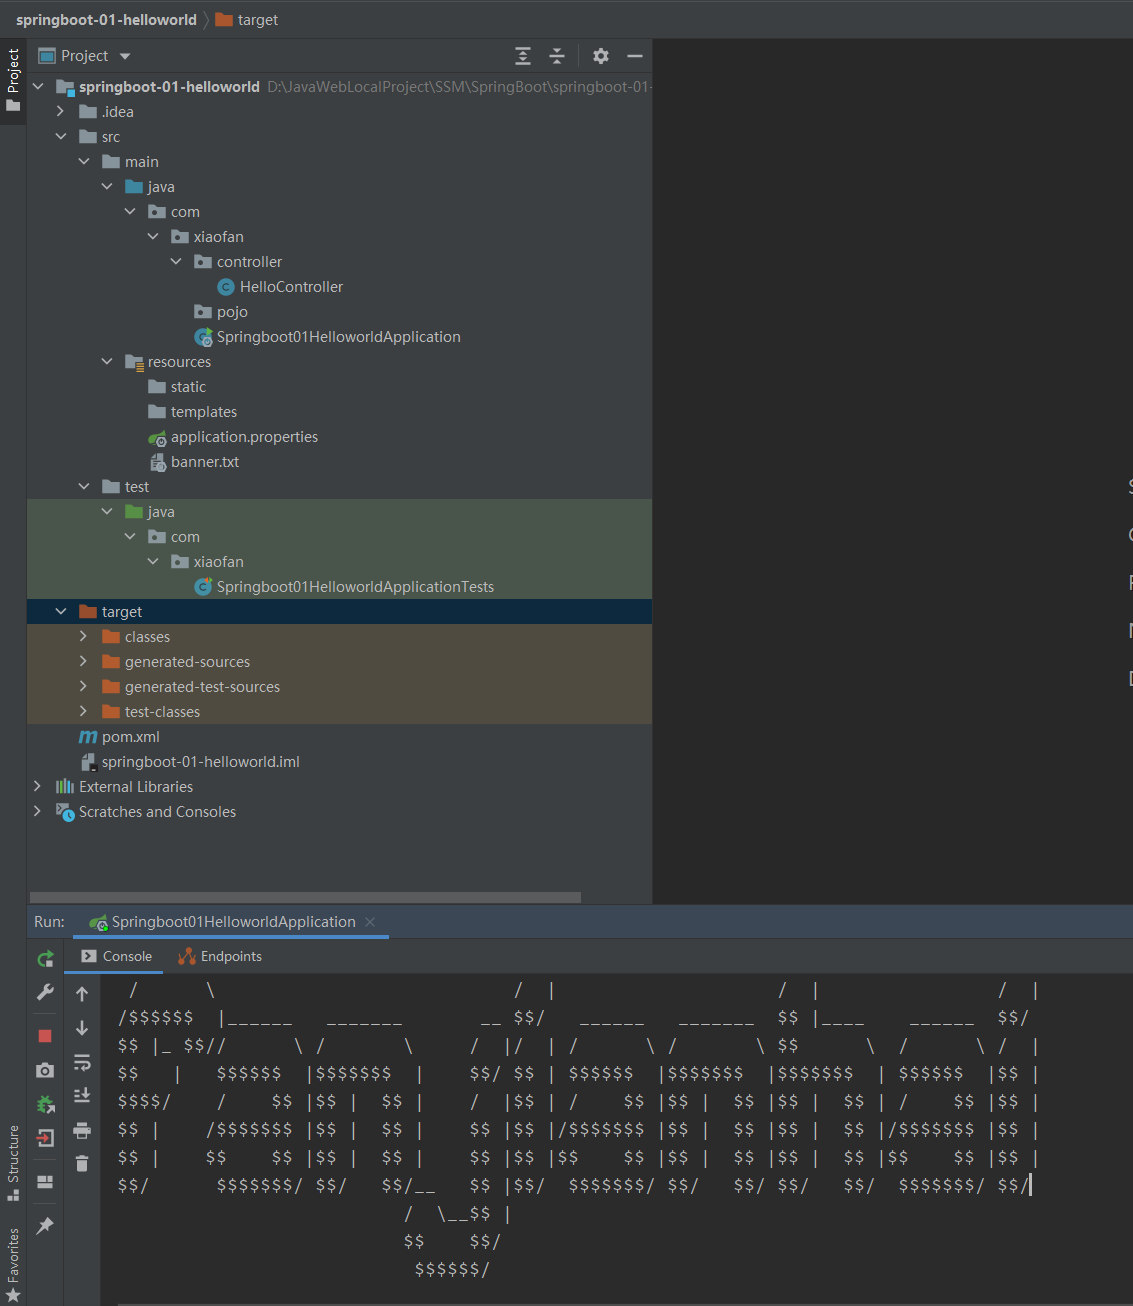 springboot-01-helloworld target
Project
Project
springboot-01-helloworld D:\JavaWebLocalProject\SSM\SpringBoot\springboot-01-
.idea
src
main
java
com
xiaofan
controller
HelloController
pojo
Springboot01HelloworldApplication
resources
static
templates
application.properties
banner.txt
test
java
com
xiaofan
Springboot01HelloworldApplicationTests
target
classes
generated-sources
generated-test-sources
test-classes
pom.xml
springboot-01-helloworld.iml
External Libraries
Scratches and Consoles
Run: Springboot01HelloworldApplication
Console Endpoints
 /      \                           /  |                    /  |                /  |
/$$$$$$  |______   _______       __ $$/   ______   _______  $$ |____    ______  $$/
$$ |_ $$//      \ /       \     /  |/  | /      \ /       \ $$      \  /      \ /  |
$$   |   $$$$$$  |$$$$$$$  |    $$/ $$ | $$$$$$  |$$$$$$$  |$$$$$$$  | $$$$$$  |$$ |
$$$$/    /    $$ |$$ |  $$ |    /  |$$ | /    $$ |$$ |  $$ |$$ |  $$ | /    $$ |$$ |
$$ |    /$$$$$$$ |$$ |  $$ |    $$ |$$ |/$$$$$$$ |$$ |  $$ |$$ |  $$ |/$$$$$$$ |$$ |
$$ |    $$    $$ |$$ |  $$ |    $$ |$$ |$$    $$ |$$ |  $$ |$$ |  $$ |$$    $$ |$$ |
$$/      $$$$$$$/ $$/   $$/__   $$ |$$/  $$$$$$$/ $$/   $$/ $$/   $$/  $$$$$$$/ $$/
                          /  \__$$ |
                          $$    $$/
                           $$$$$$/
Structure
Favorites